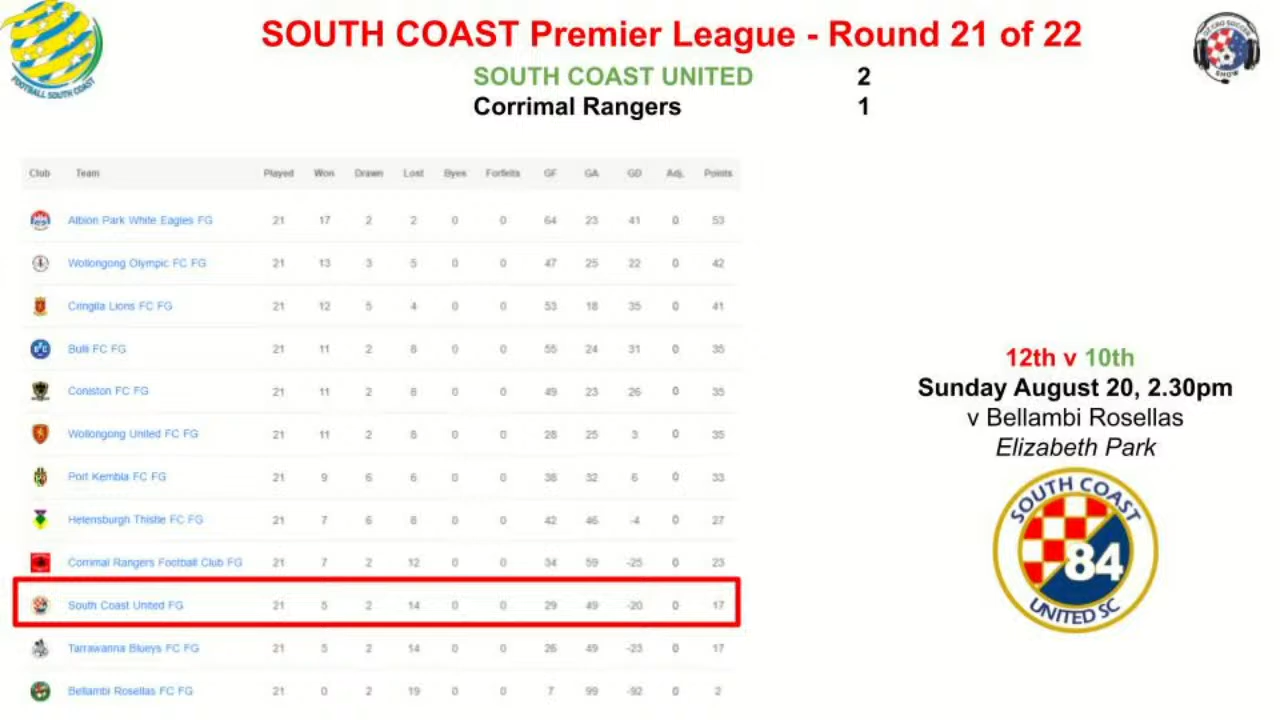 SOUTH COAST Premier League - Round 21 of 22
SOUTH COAST UNITED 2
Corrimal Rangers 1
FOOTBALL SOUTH COAST
SHOW
Club Team Played Won Drawn Lost Byes Forfeits GF GA GD Adj. Points
Albion Park White Eagles FG 21 17 2 2 0 0 64 23 41 0 53
Wollongong Olympic FC FG 21 13 3 5 0 0 47 25 22 0 42
Cringila Lions FC FG 21 12 5 4 0 0 53 18 35 0 41
Bulli FC FG 21 11 2 8 0 0 55 24 31 0 35
Coniston FC FG 21 11 2 8 0 0 49 23 26 0 35
Wollongong United FC FG 21 11 2 8 0 0 28 25 3 0 35
Port Kembla FC FG 21 9 6 6 0 0 38 32 6 0 33
Helensburgh Thistle FC FG 21 7 6 8 0 0 42 46 -4 0 27
Corrimal Rangers Football Club FG 21 7 2 12 0 0 34 59 -25 0 23
South Coast United FG 21 5 2 14 0 0 29 49 -20 0 17
Tarrawanna Blueys FC FG 21 5 2 14 0 0 26 49 -23 0 17
Bellambi Rosellas FC FG 21 0 2 19 0 0 7 99 -92 0 2
12th v 10th
Sunday August 20, 2.30pm
v Bellambi Rosellas
Elizabeth Park
SOUTH COAST
84
UNITED SC